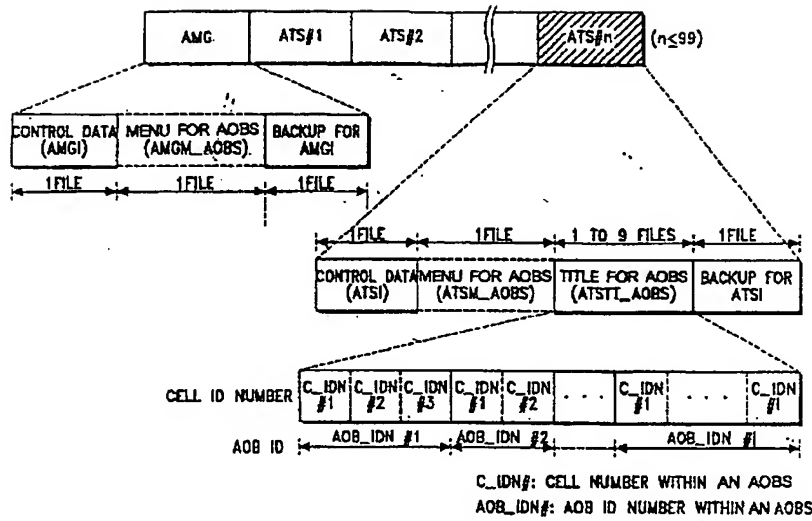 AMG
ATS#1
ATS#2
ATS#n
(n≤99)
CONTROL DATA
(AMGI)
MENU FOR AOBS
(AMGM_AOBS)
BACKUP FOR
AMGI
1FILE
1FILE
1FILE
1FILE
1FILE
1 TO 9 FILES
1FILE
CONTROL DATA
(ATSI)
MENU FOR AOBS
(ATSM_AOBS)
TITLE FOR AOBS
(ATSTT_AOBS)
BACKUP FOR
ATSI
CELL ID NUMBER
C_IDN
#1
C_IDN
#2
C_IDN
#3
C_IDN
#1
C_IDN
#2
. . .
C_IDN
#1
. . .
C_IDN
#i
AOB ID
AOB_IDN #1
AOB_IDN #2
AOB_IDN #i
C_IDN#: CELL NUMBER WITHIN AN AOBS
AOB_IDN#: AOB ID NUMBER WITHIN AN AOBS